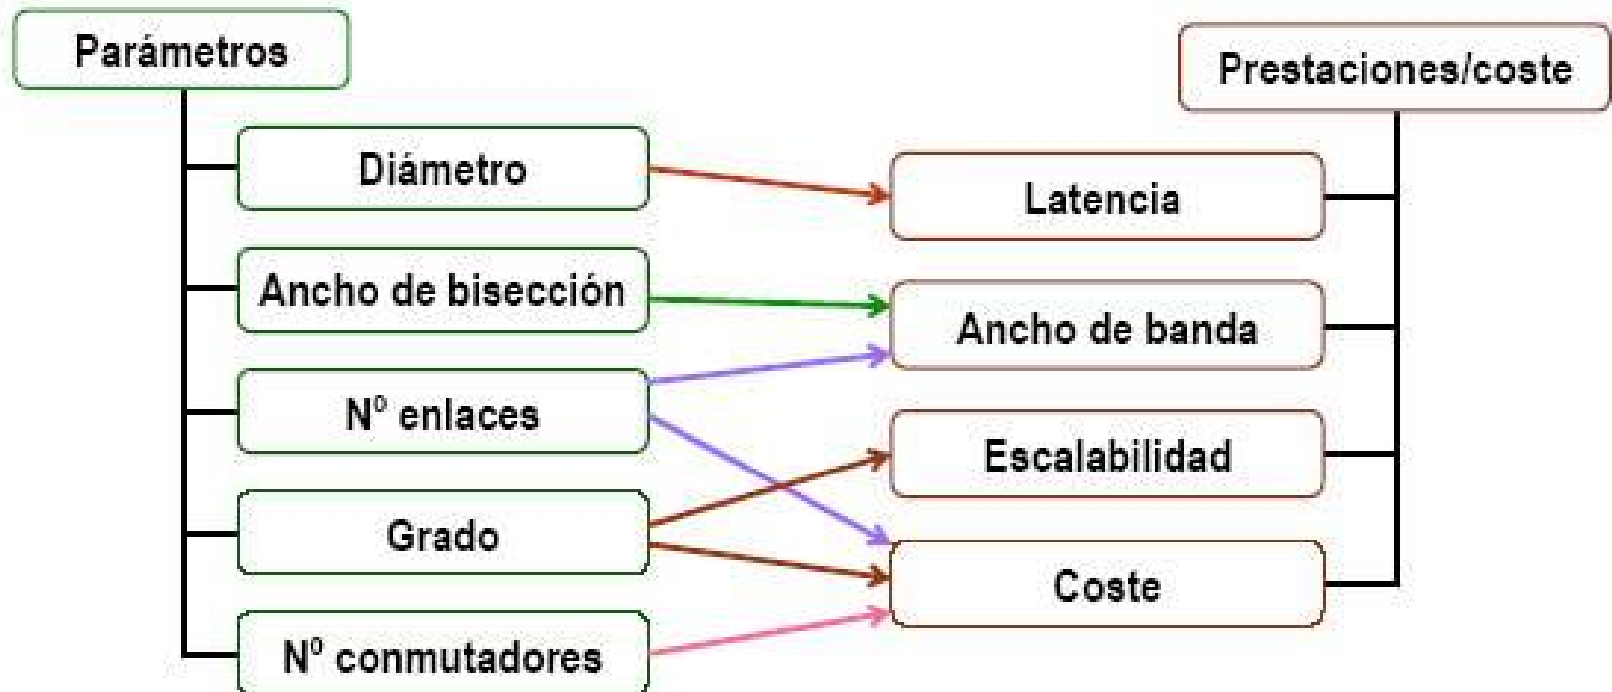 Parámetros
Prestaciones/coste
Diámetro
Latencia
Ancho de bisección
Ancho de banda
Nº enlaces
Escalabilidad
Grado
Coste
Nº conmutadores